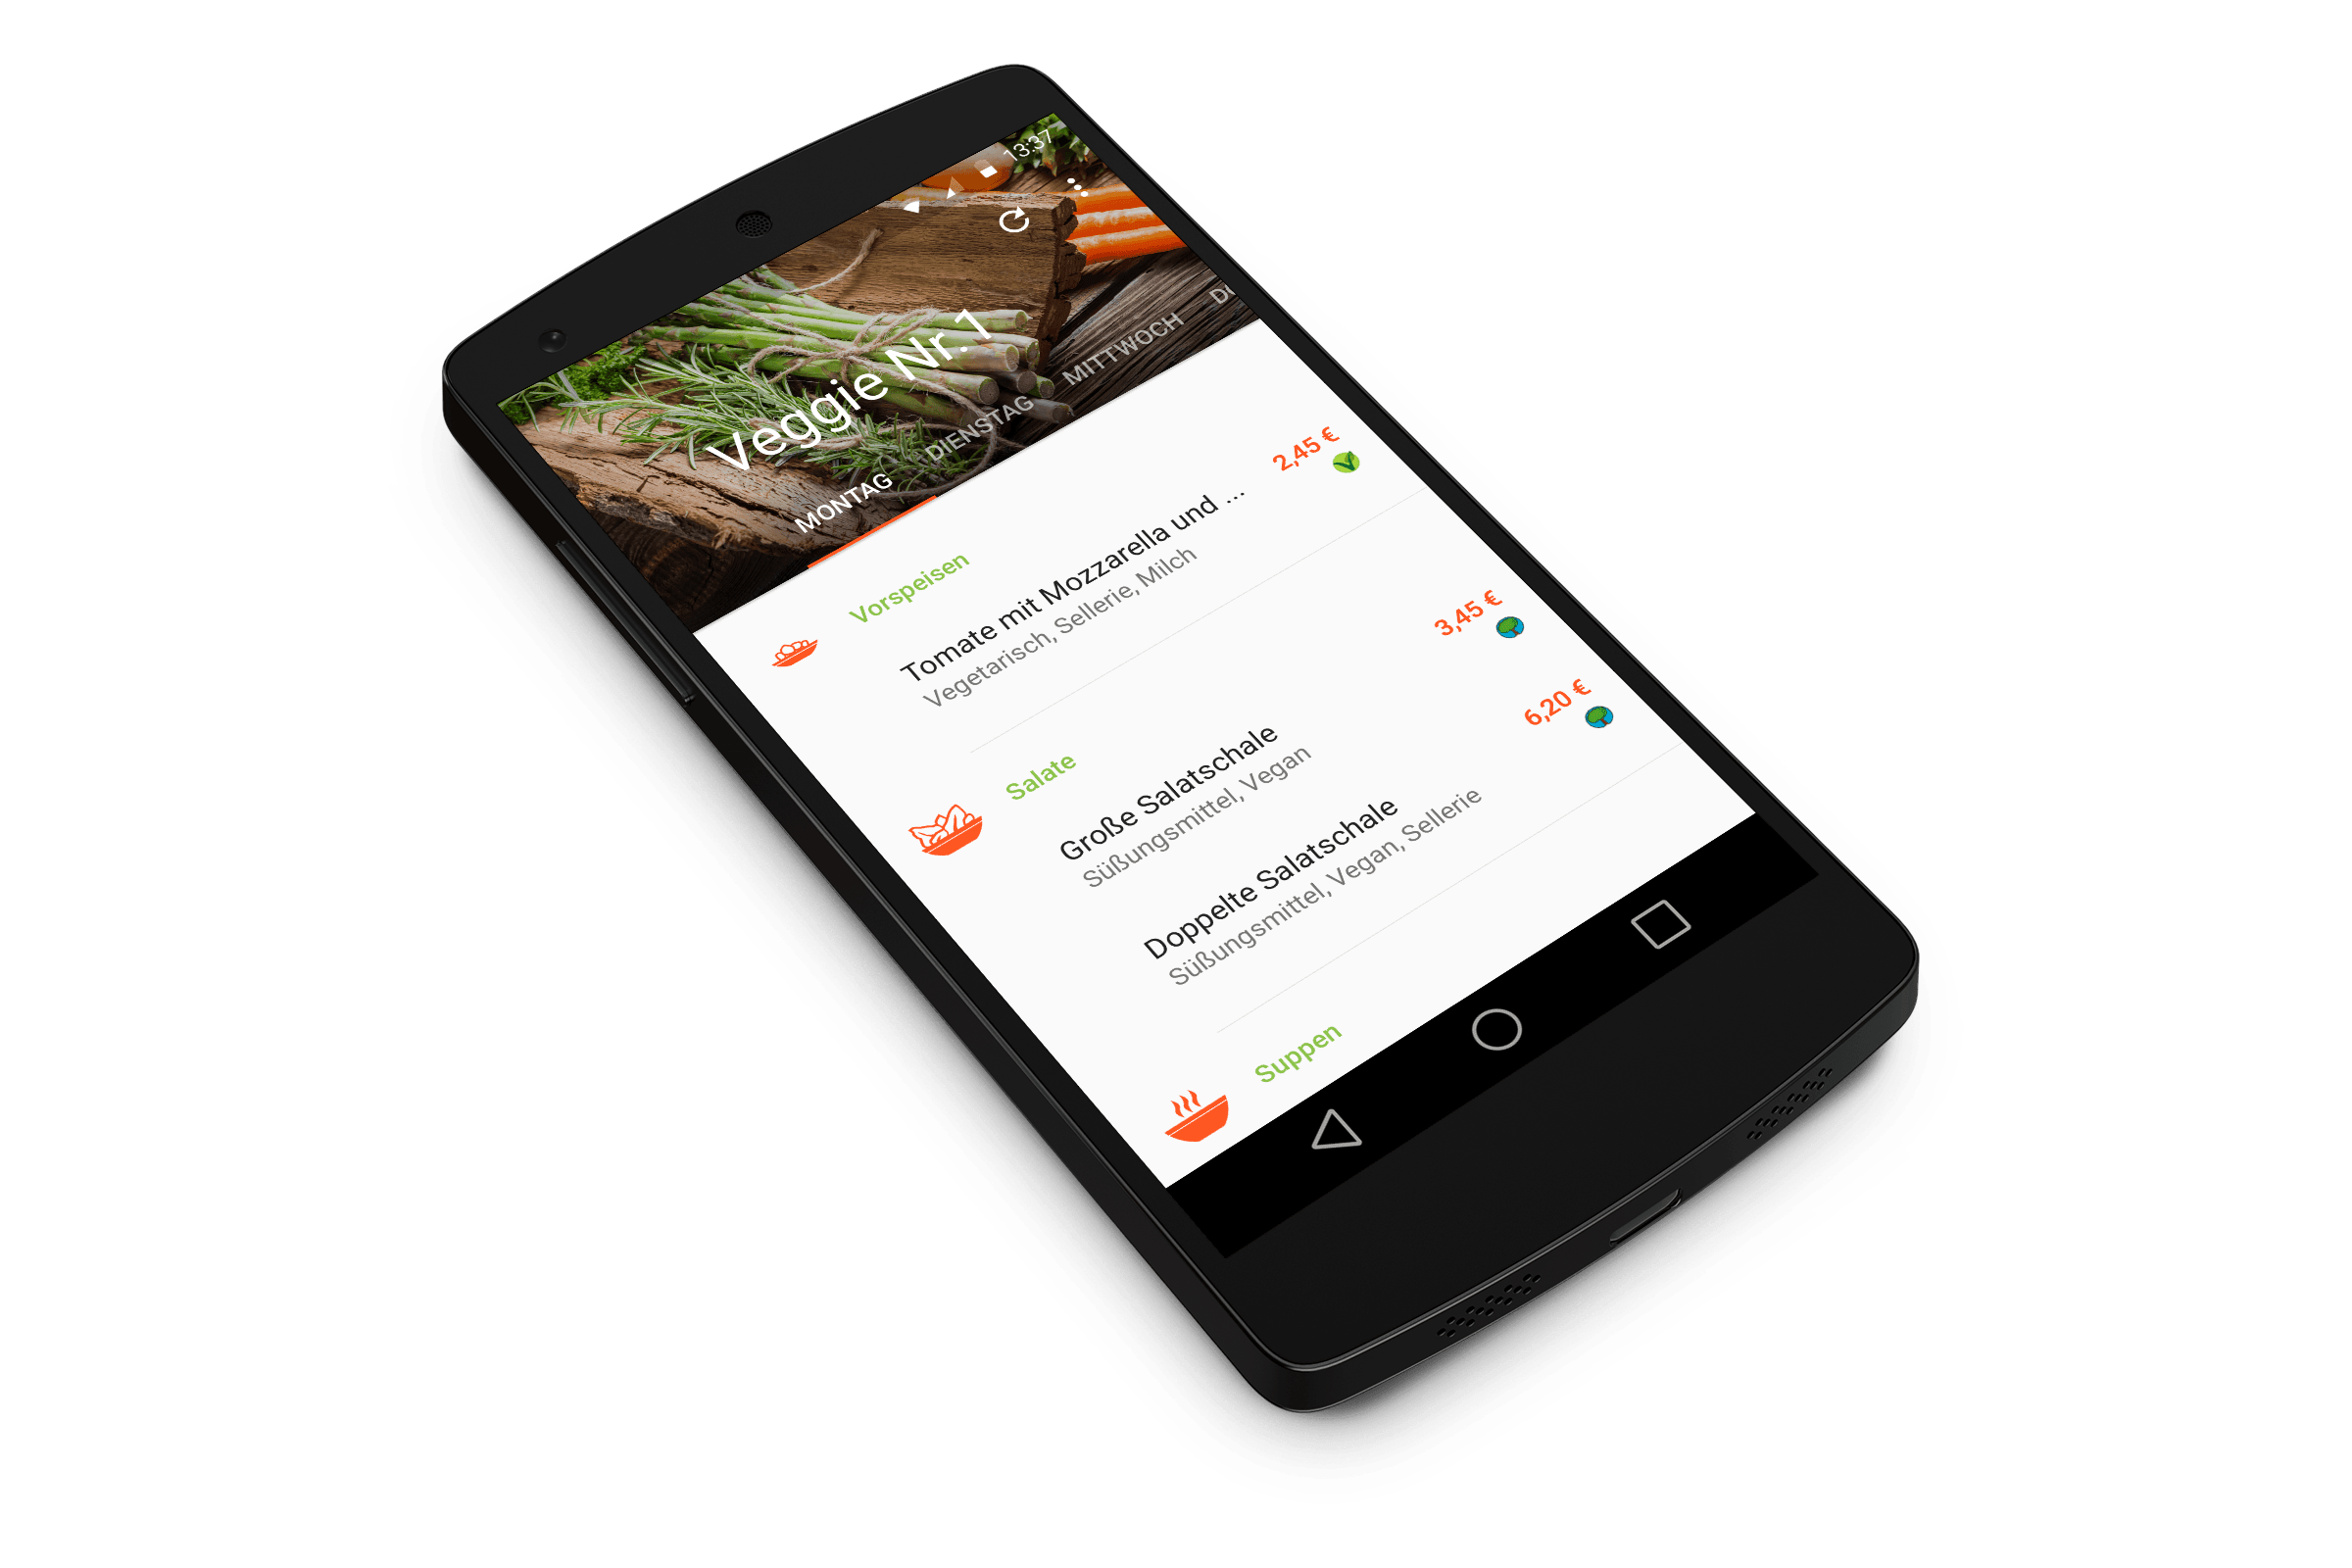 13:37
Veggie Nr.1
MONTAG DIENSTAG MITTWOCH
Vorspeisen
Tomate mit Mozzarella und ... 2,45 €
Vegetarisch, Sellerie, Milch
Salate
Große Salatschale 3,45 €
Süßungsmittel, Vegan
Doppelte Salatschale 6,20 €
Süßungsmittel, Vegan, Sellerie
Suppen